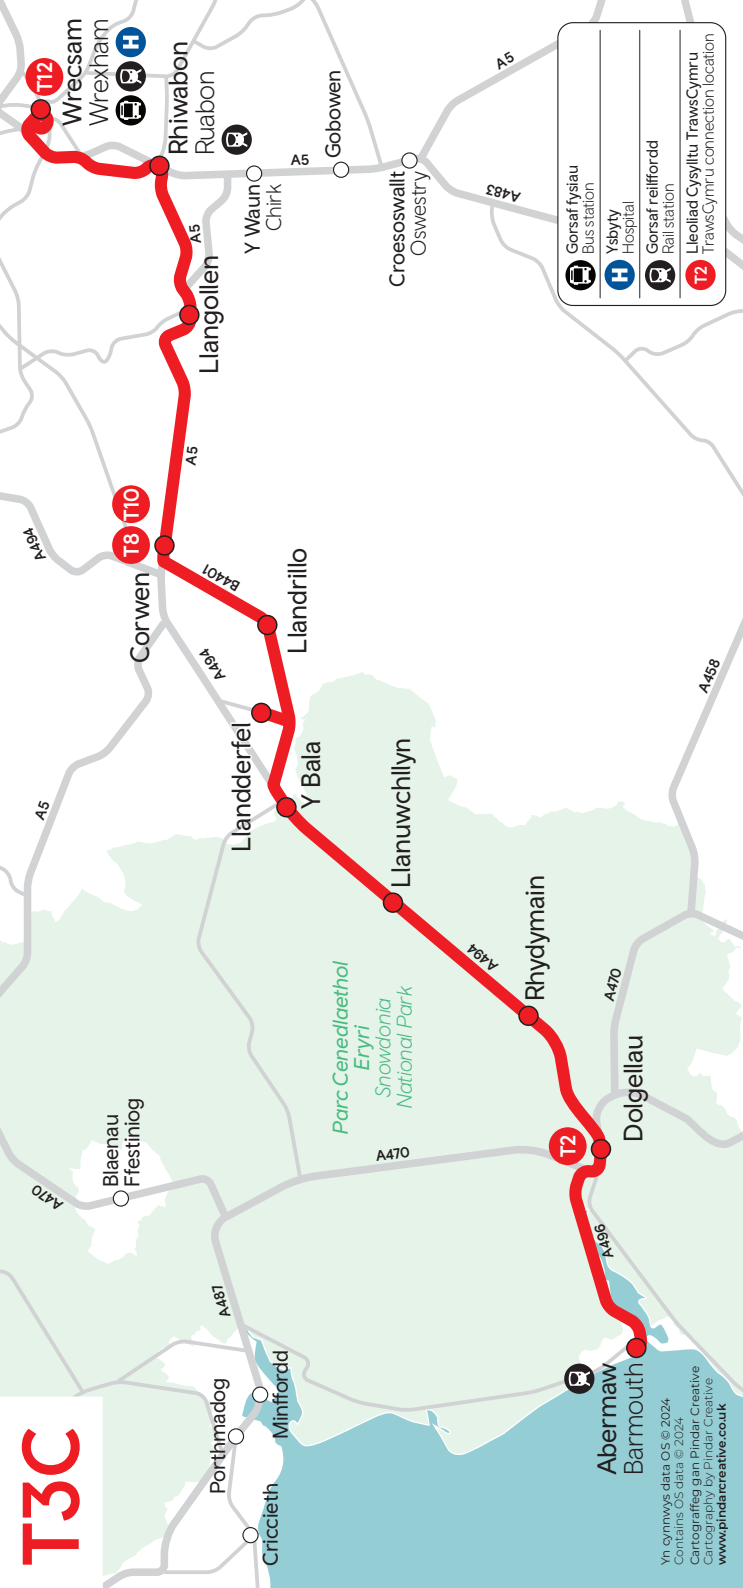 T3C
Criccieth
Porthmadog
Minffordd
A487
A470
Blaenau
Ffestiniog
A470
Parc Cenedlaethol
Eryri
Snowdonia
National Park
Abermaw
Barmouth
A496
T2
Dolgellau
A470
Rhydymain
A494
Llanuwchllyn
A458
Y Bala
Llandderfel
A5
A494
Llandrillo
B4401
Corwen
T8
T10
A494
A5
Llangollen
A5
Rhiwabon
Ruabon
Wrecsam
Wrexham
T12
H
Y Waun
Chirk
A5
Gobowen
Croesoswallt
Oswestry
A483
A5
Gorsaf fysiau
Bus station
H
Ysbyty
Hospital
Gorsaf reilffordd
Rail station
T2
Lleoliad Cysylltu TrawsCymru
TrawsCymru connection location
Yn cynnwys data OS © 2024
Contains OS data © 2024
Cartograffeg gan Pindar Creative
Cartography by Pindar Creative
www.pindarcreative.co.uk